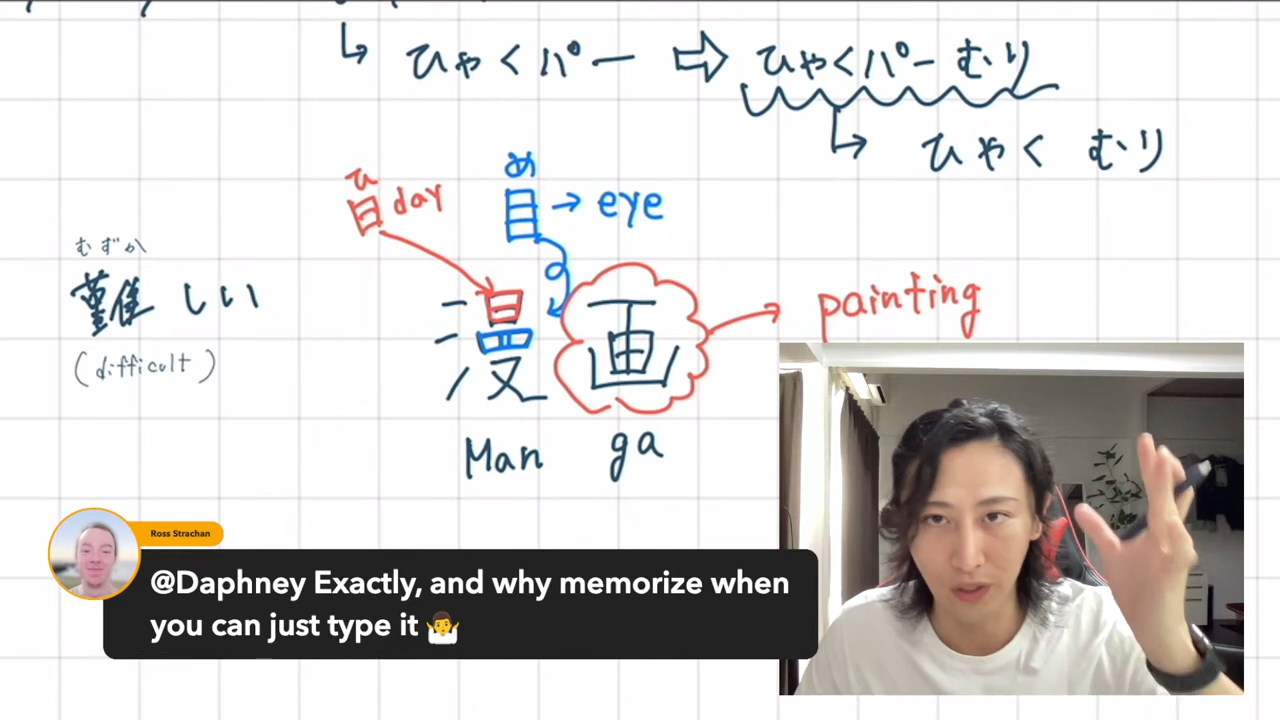 ひゃくパー ⇨ ひゃくパーむり
↳ ひゃく むり
ひ
日 day
め
目 → eye
むずか
難しい
(difficult)
漫画
painting
Man ga
Ross Strachan
@Daphney Exactly, and why memorize when
you can just type it 🤷‍♂️